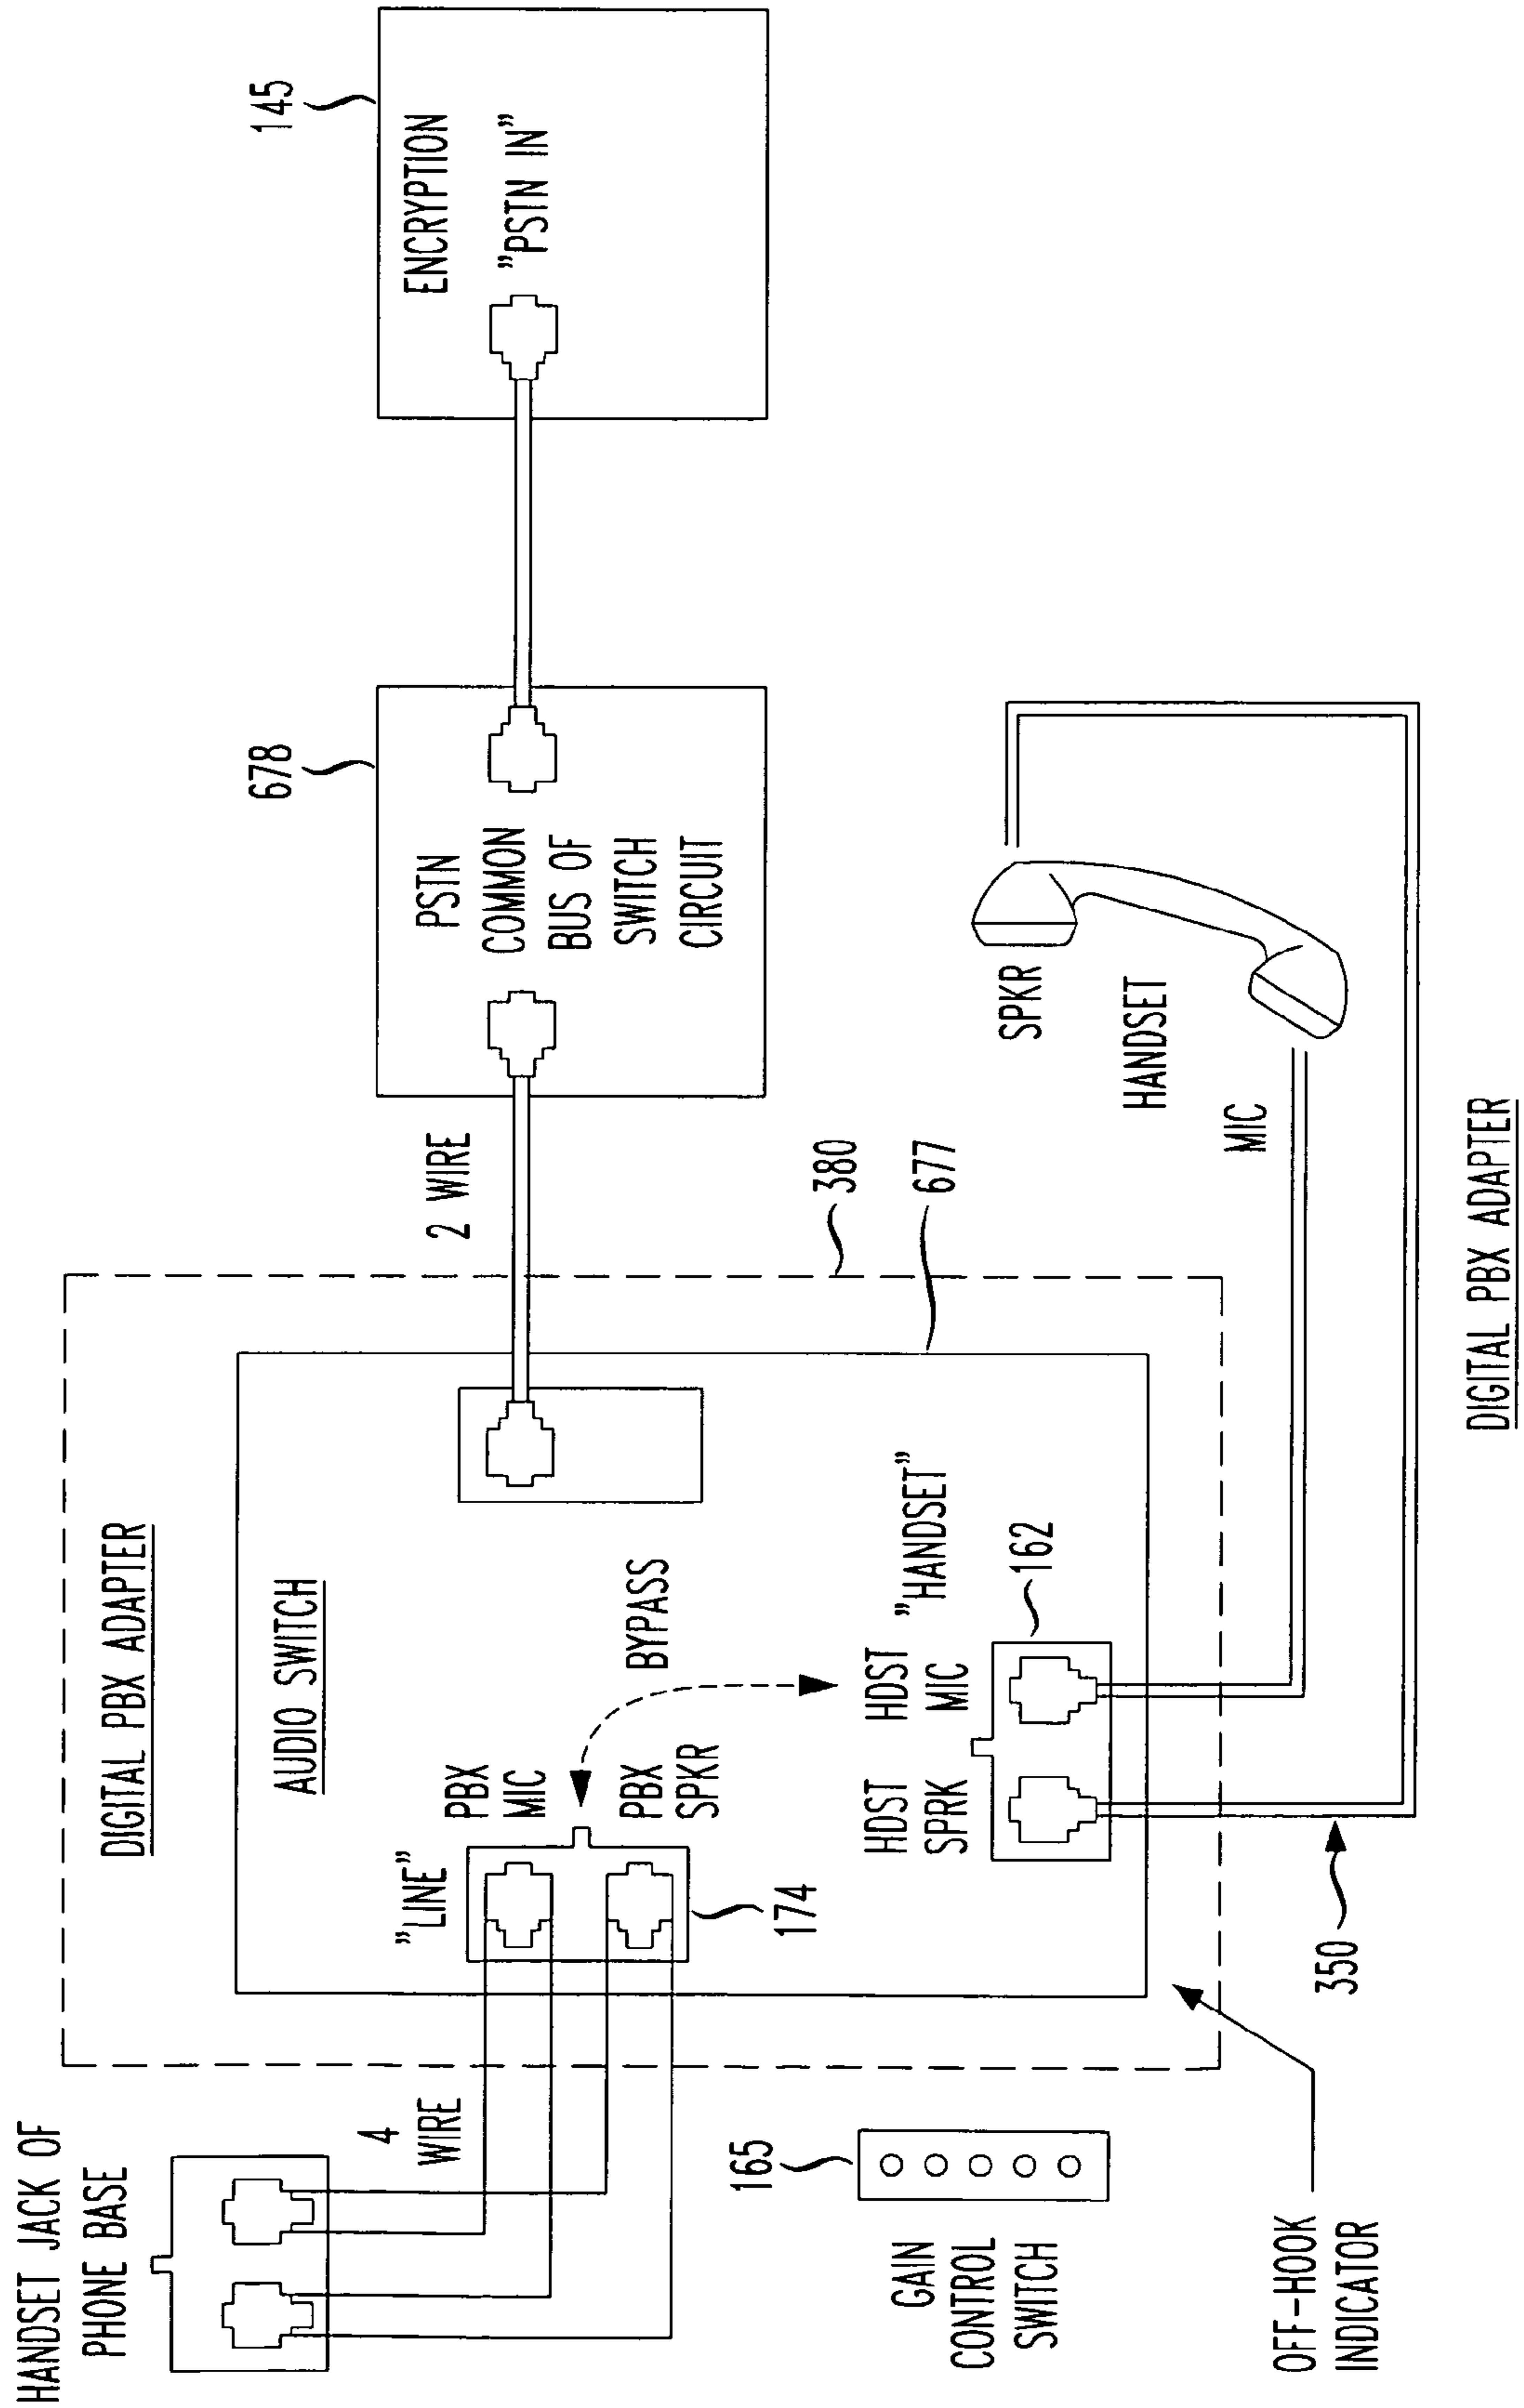 HANDSET JACK OF
PHONE BASE
4
WIRE
DIGITAL PBX ADAPTER
AUDIO SWITCH
"LINE"
PBX
MIC
PBX
SPKR
174
BYPASS
"HANDSET"
HDST
SPRK
HDST
MIC
162
2 WIRE
380
677
678
PSTN
COMMON
BUS OF
SWITCH
CIRCUIT
145
ENCRYPTION
"PSTN IN"
165
GAIN
CONTROL
SWITCH
OFF-HOOK
INDICATOR
350
SPKR
HANDSET
MIC
DIGITAL PBX ADAPTER